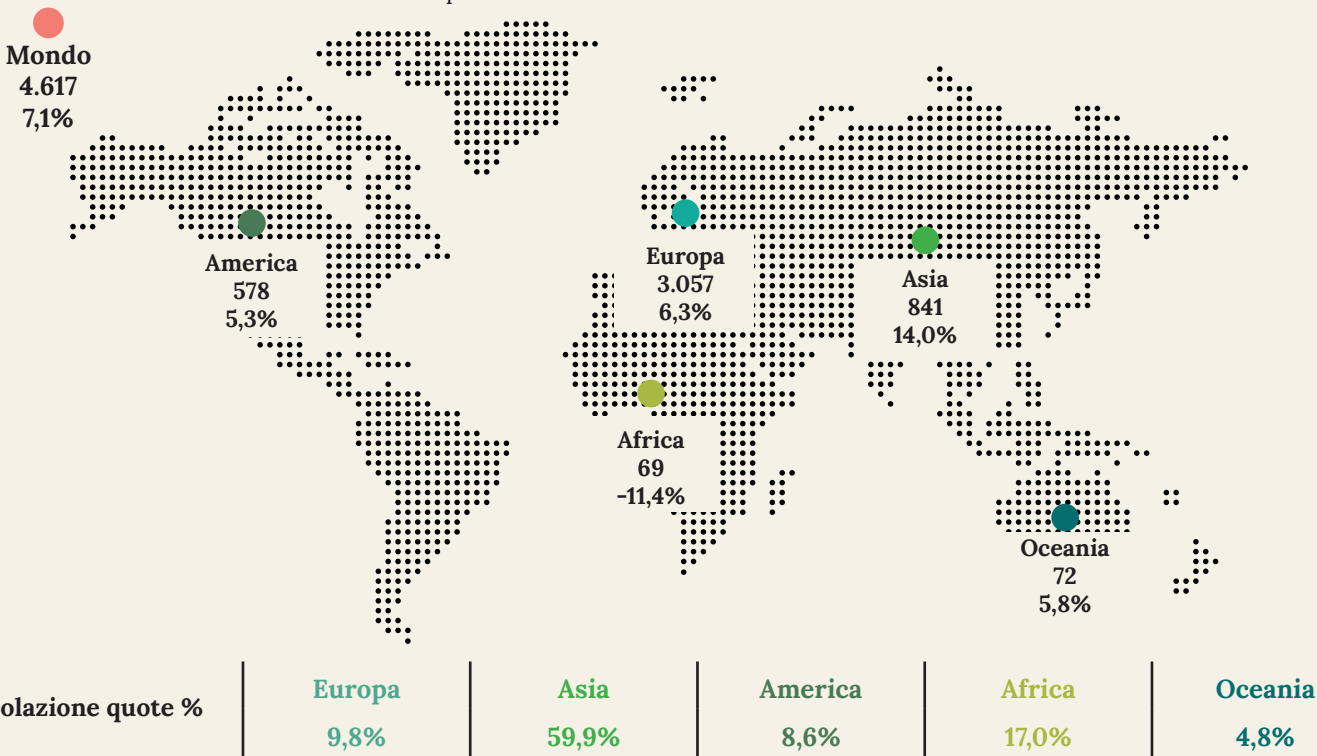 Mondo
4.617
7,1%
America
578
5,3%
Europa
3.057
6,3%
Asia
841
14,0%
Africa
69
-11,4%
Oceania
72
5,8%
olazione quote %
Europa
Asia
America
Africa
Oceania
9,8%
59,9%
8,6%
17,0%
4,8%